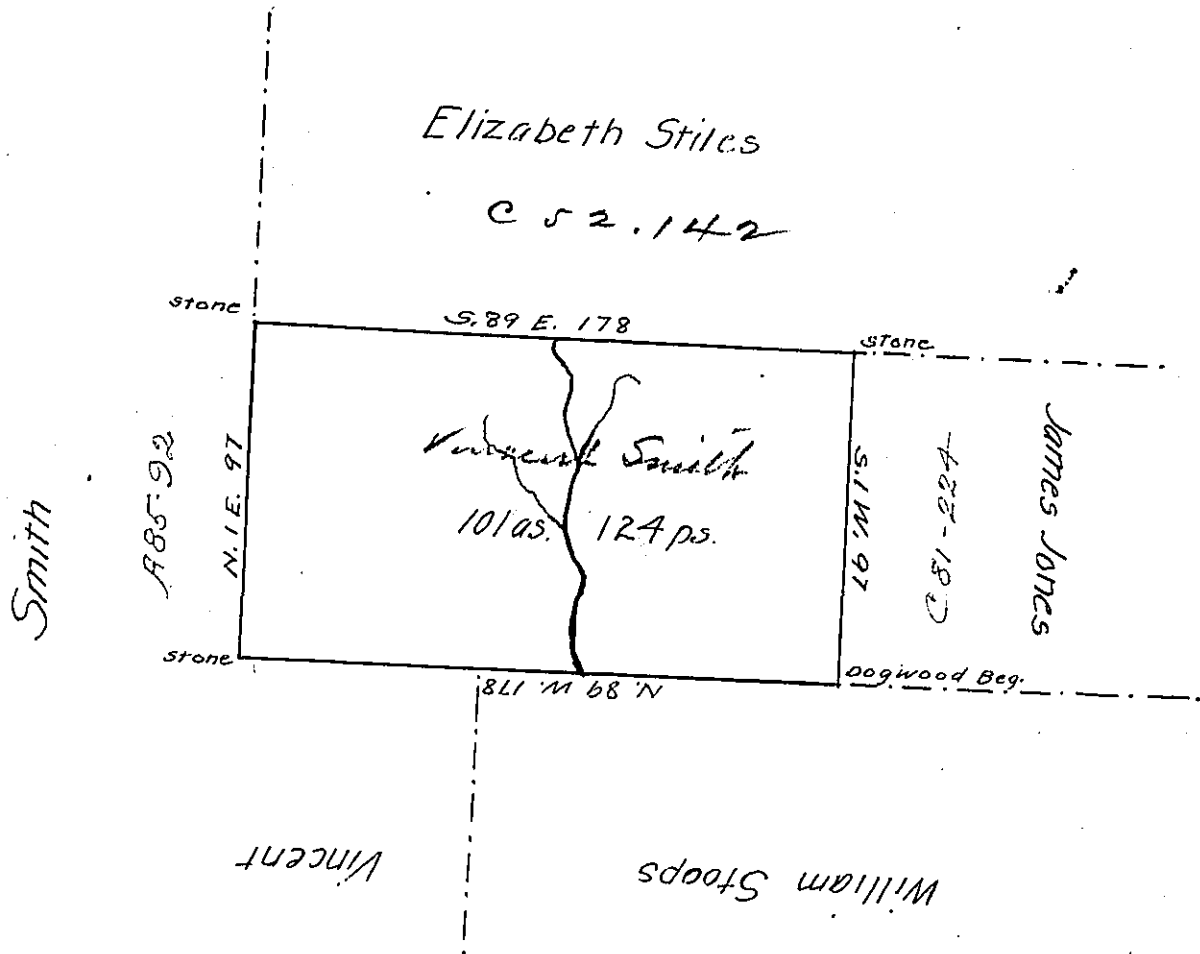 Elizabeth Stiles
C 52.142
stone
S. 89 E. 178
stone
Smith
A85-92
N. 1 E. 97
Vincent Smith
101 as. 124 ps.
S. 1 W. 97
C 81-224
James Jones
stone
N. 89 W. 178
Dogwood Beg.
Vincent
William Stoops